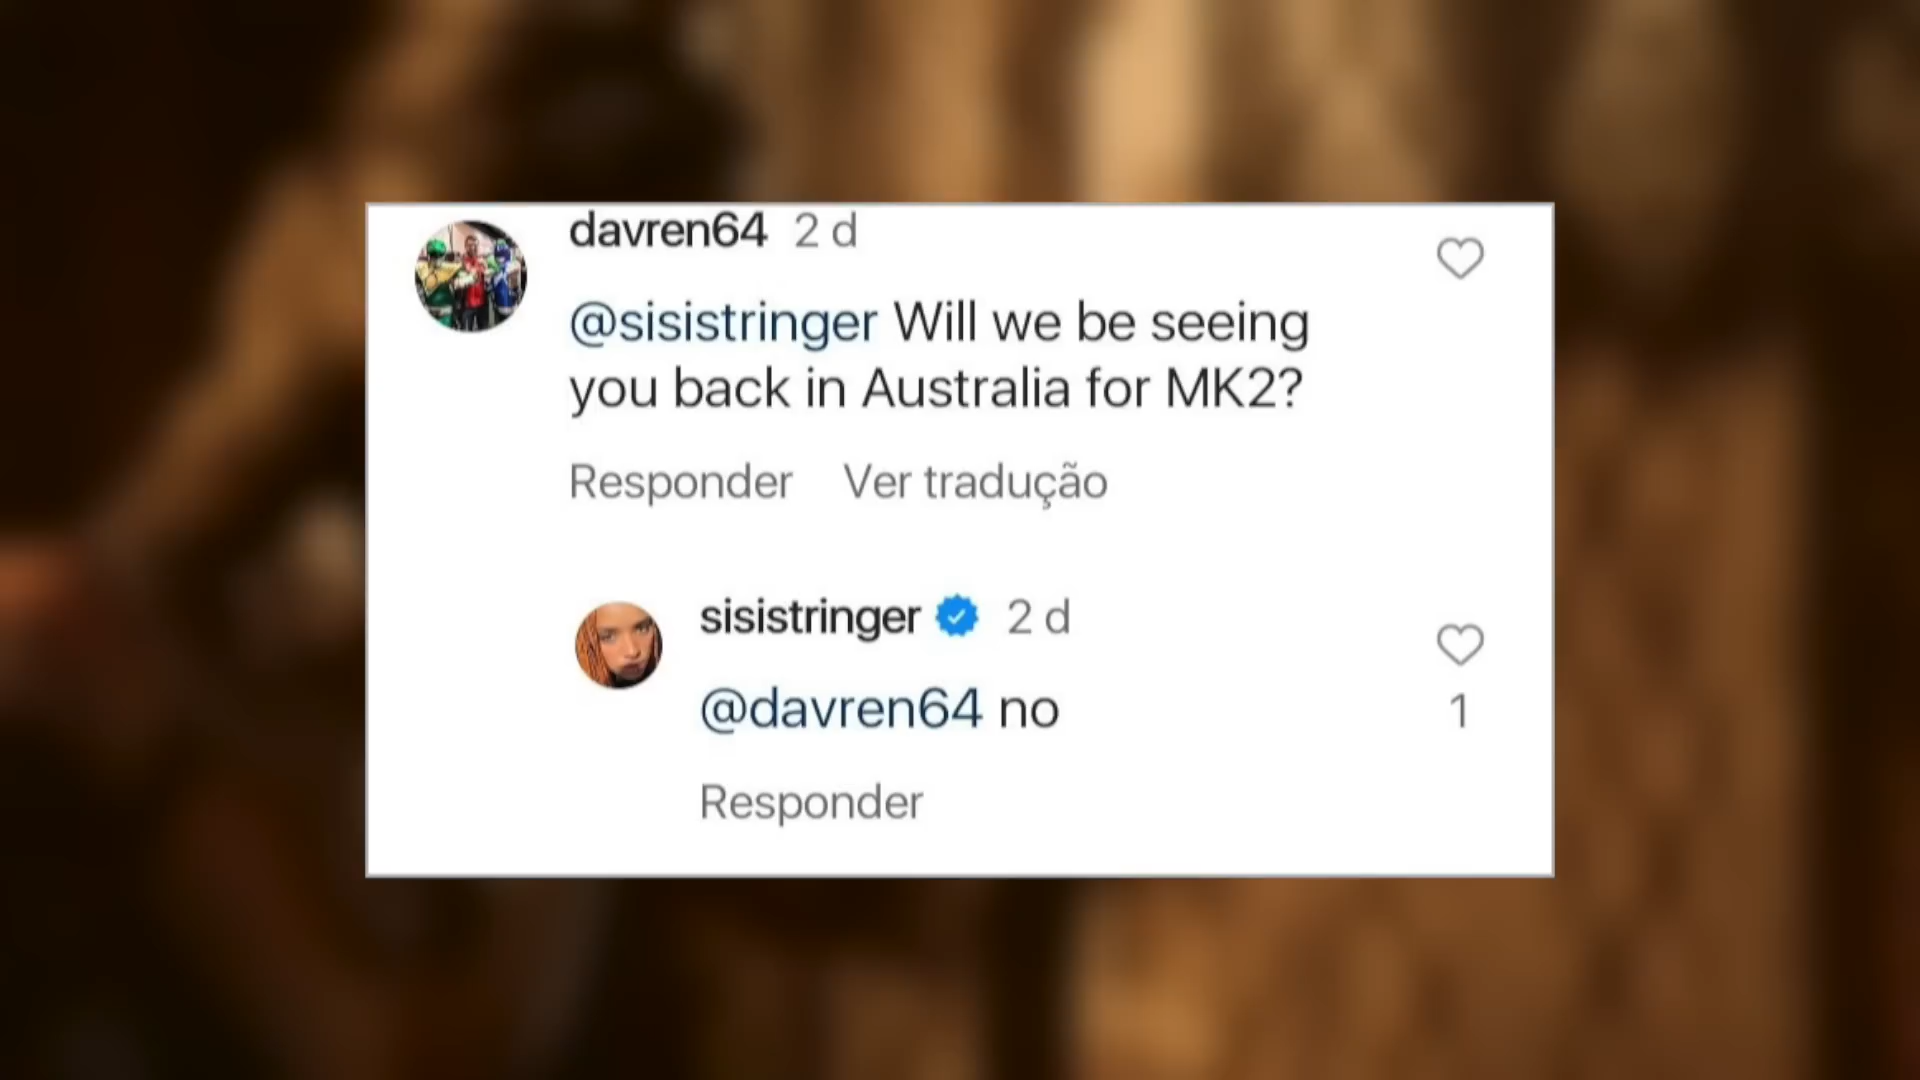 davren64 2 d
@sisistringer Will we be seeing
you back in Australia for MK2?
Responder Ver tradução
sisistringer 2 d
@davren64 no
1
Responder